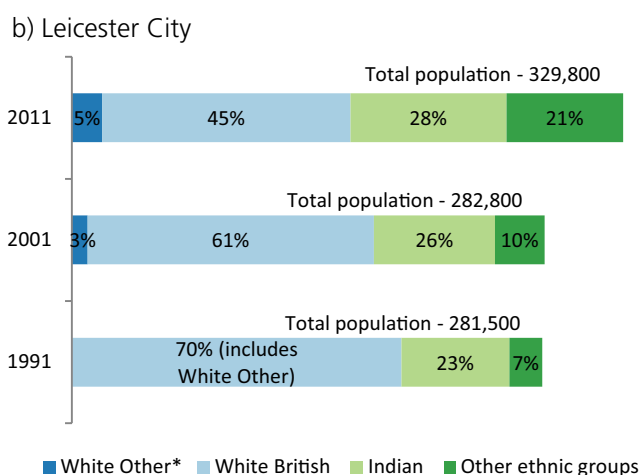 b) Leicester City
Total population - 329,800
2011 5% 45% 28% 21%
Total population - 282,800
2001 3% 61% 26% 10%
Total population - 281,500
1991 70% (includes White Other) 23% 7%
White Other* White British Indian Other ethnic groups